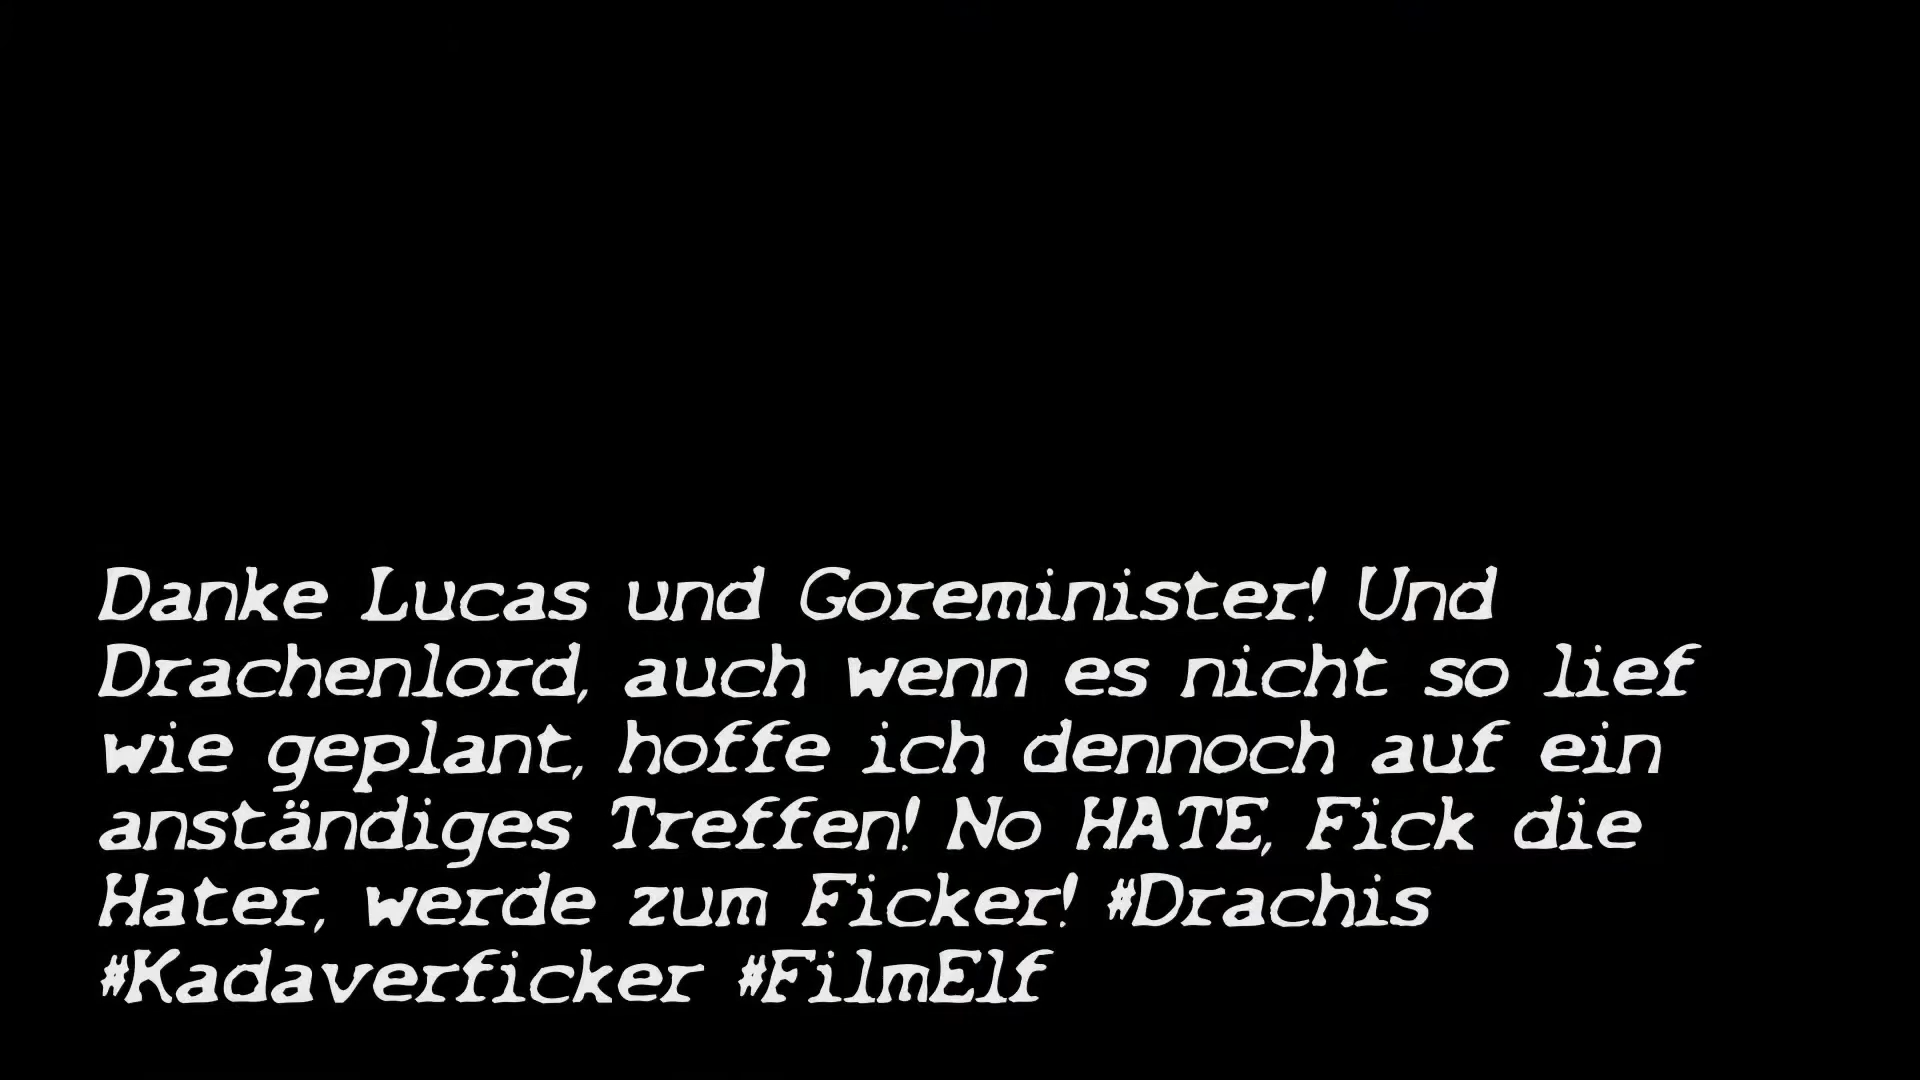 Danke Lucas und Goreminister! Und
Drachenlord, auch wenn es nicht so lief
wie geplant, hoffe ich dennoch auf ein
anständiges Treffen! No HATE, Fick die
Hater, werde zum Ficker! #Drachis
#Kadaverficker #FilmElf